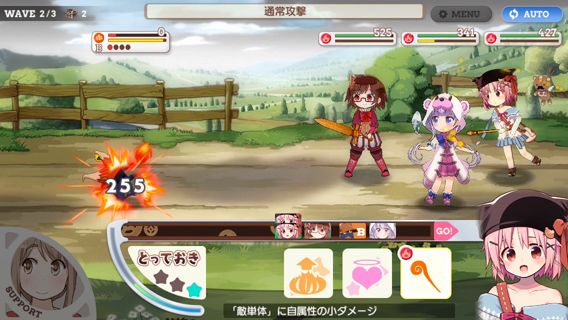 WAVE 2/3 2
通常攻撃
MENU
AUTO
0
B
525
341
427
255
B
GO!
とっておき
SUPPORT
「敵単体」に自属性の小ダメージ